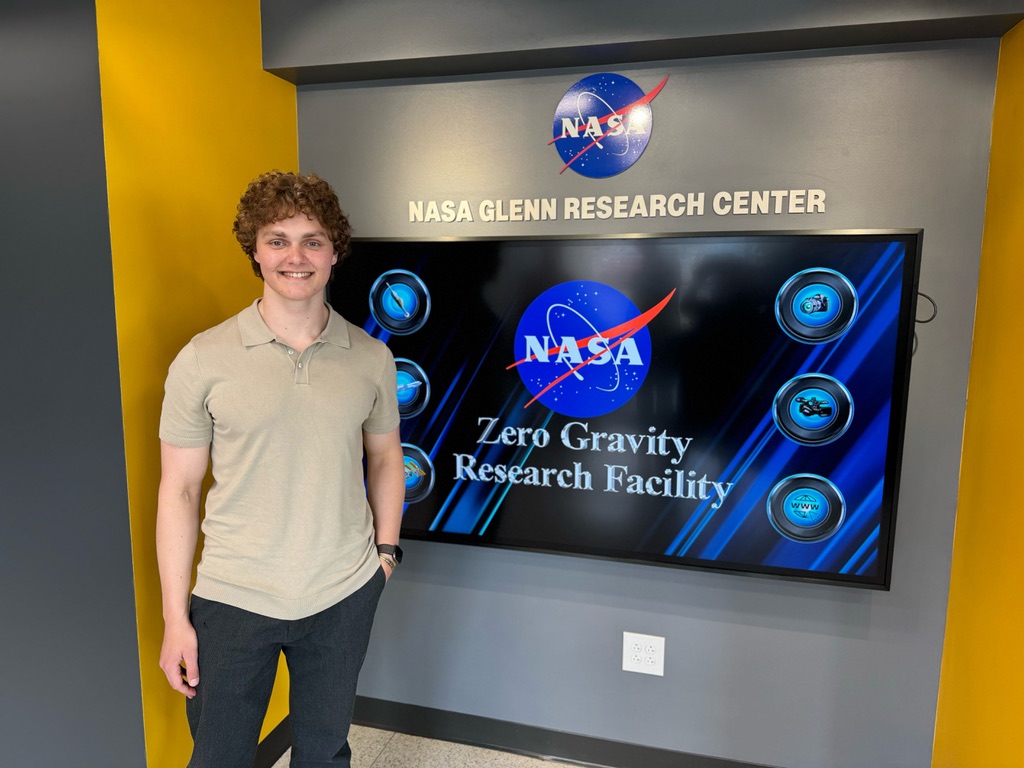 NASA
NASA GLENN RESEARCH CENTER
NASA
Zero Gravity
Research Facility
WWW